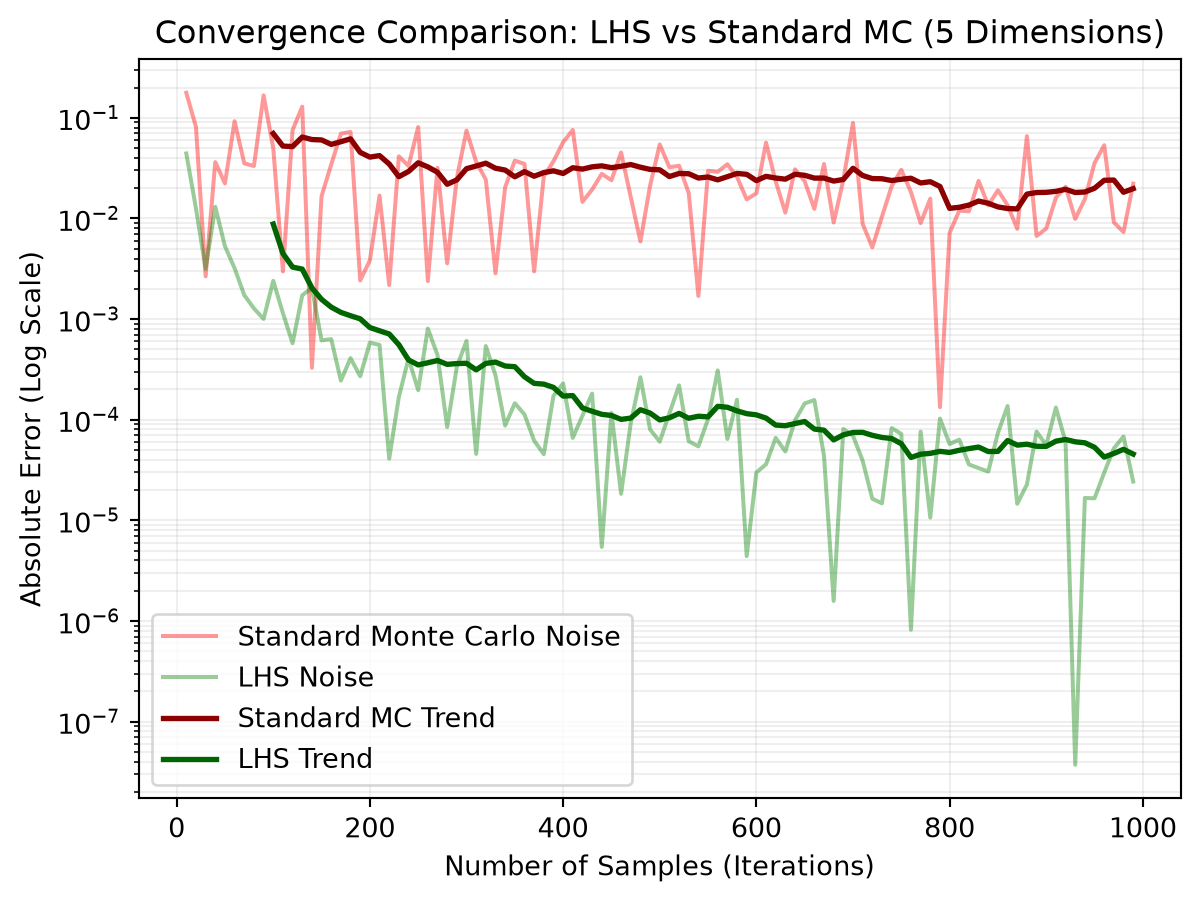 Convergence Comparison: LHS vs Standard MC (5 Dimensions)
Absolute Error (Log Scale)
10⁻¹
10⁻²
10⁻³
10⁻⁴
10⁻⁵
10⁻⁶
10⁻⁷
Standard Monte Carlo Noise
LHS Noise
Standard MC Trend
LHS Trend
0 200 400 600 800 1000
Number of Samples (Iterations)